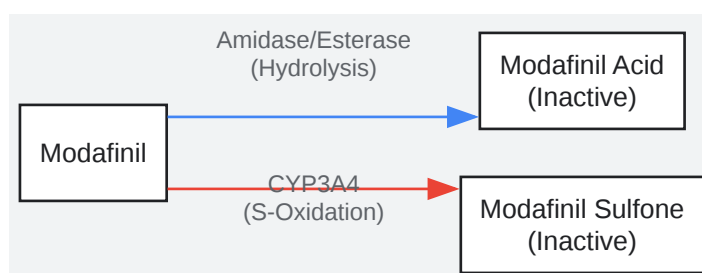 Modafinil
Amidase/Esterase
(Hydrolysis)
Modafinil Acid
(Inactive)
CYP3A4
(S-Oxidation)
Modafinil Sulfone
(Inactive)